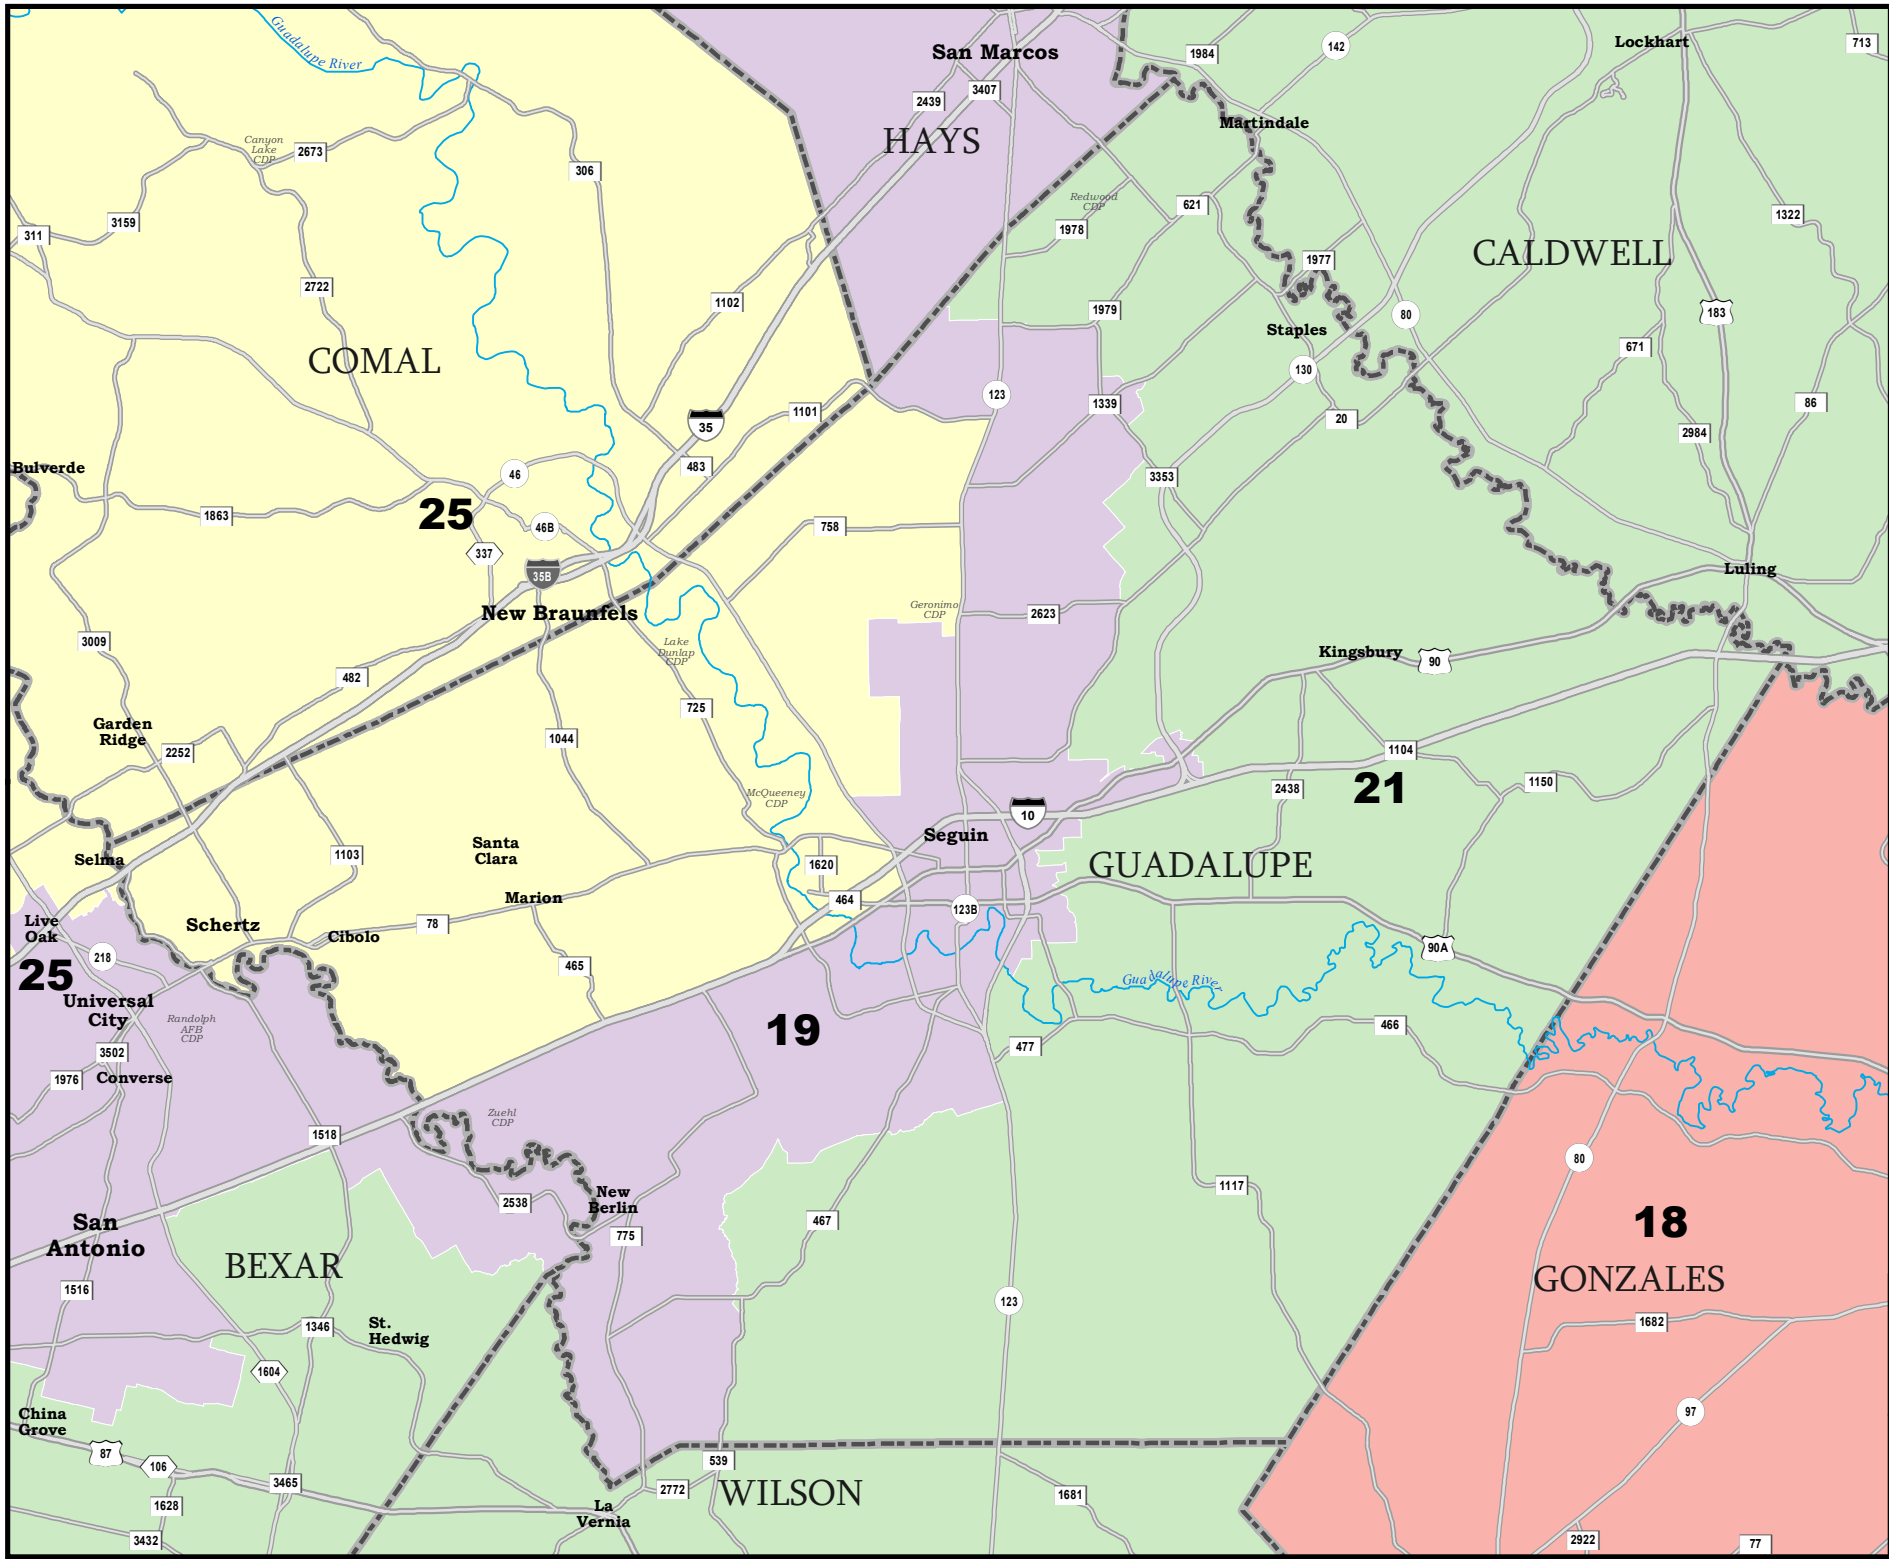 Guadalupe River
San Marcos
1984
142
Lockhart
713
2439
3407
Martindale
HAYS
Canyon
Lake
CDP
2673
306
Redwood
CDP
621
1978
3159
311
1322
1977
CALDWELL
2722
1102
1979
80
183
Staples
COMAL
671
130
123
1339
86
35
1101
20
2984
Bulverde
46
483
3353
25
1863
46B
758
337
35B
Luling
New Braunfels
Geronimo
CDP
2623
3009
Lake
Dunlap
CDP
Kingsbury
90
482
725
Garden
Ridge
2252
1044
1104
21
1150
2438
McQueeney
CDP
10
Seguin
Selma
1103
Santa
Clara
1620
GUADALUPE
Marion
464
123B
Live
Oak
Schertz
78
Cibolo
90A
218
25
465
Guadalupe River
Universal
City
Randolph
AFB
CDP
19
466
477
3502
1976
Converse
Zuehl
CDP
1518
80
1117
2538
New
Berlin
467
775
San
Antonio
18
BEXAR
GONZALES
1516
123
1346
St.
Hedwig
1682
1604
China
Grove
97
87
106
539
3465
2772
WILSON
1681
1628
La
Vernia
3432
2922
77